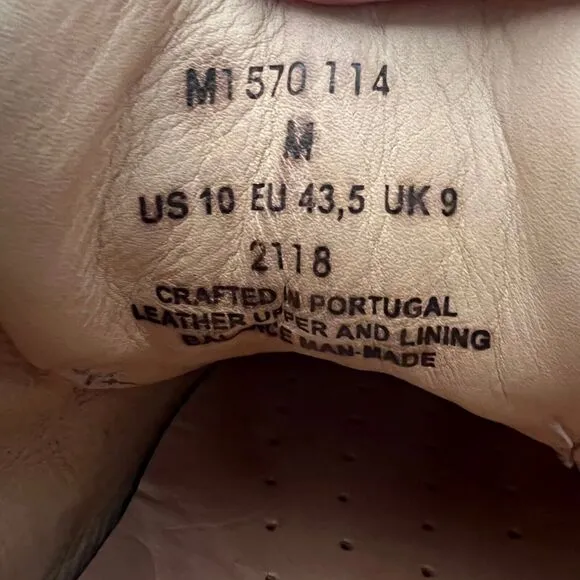 M1570 114
M
US 10 EU 43,5 UK 9
2118
CRAFTED IN PORTUGAL
LEATHER UPPER AND LINING
BALANCE MAN-MADE